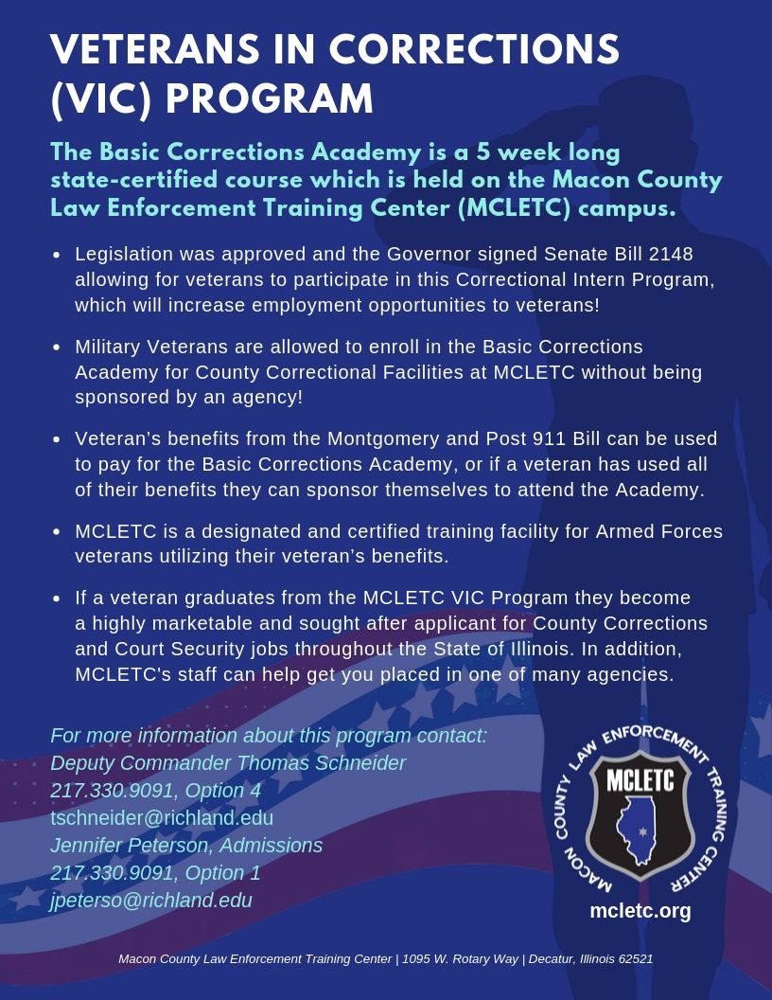 VETERANS IN CORRECTIONS
(VIC) PROGRAM
The Basic Corrections Academy is a 5 week long
state-certified course which is held on the Macon County
Law Enforcement Training Center (MCLETC) campus.
• Legislation was approved and the Governor signed Senate Bill 2148
allowing for veterans to participate in this Correctional Intern Program,
which will increase employment opportunities to veterans!
• Military Veterans are allowed to enroll in the Basic Corrections
Academy for County Correctional Facilities at MCLETC without being
sponsored by an agency!
• Veteran’s benefits from the Montgomery and Post 911 Bill can be used
to pay for the Basic Corrections Academy, or if a veteran has used all
of their benefits they can sponsor themselves to attend the Academy.
• MCLETC is a designated and certified training facility for Armed Forces
veterans utilizing their veteran’s benefits.
• If a veteran graduates from the MCLETC VIC Program they become
a highly marketable and sought after applicant for County Corrections
and Court Security jobs throughout the State of Illinois. In addition,
MCLETC's staff can help get you placed in one of many agencies.
For more information about this program contact:
Deputy Commander Thomas Schneider
217.330.9091, Option 4
tschneider@richland.edu
Jennifer Peterson, Admissions
217.330.9091, Option 1
jpeterso@richland.edu
MACON COUNTY LAW ENFORCEMENT TRAINING CENTER
MCLETC
mcletc.org
Macon County Law Enforcement Training Center | 1095 W. Rotary Way | Decatur, Illinois 62521